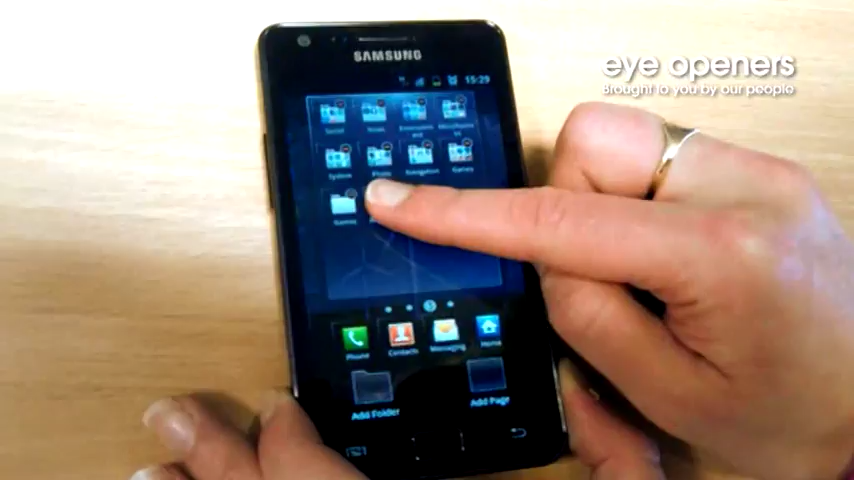 SAMSUNG
15:29
eye openers
Brought to you by our people
Social
News
System
Photo
Navigation
Games
Games
Phone
Contacts
Messaging
Home
Add Folder
Add Page